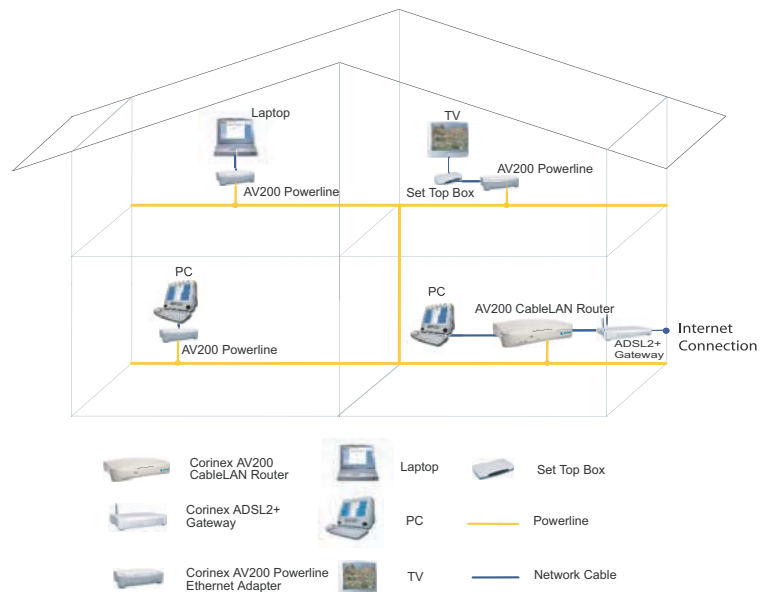 Laptop
TV
AV200 Powerline
AV200 Powerline
Set Top Box
PC
PC
AV200 CableLAN Router
Internet
Connection
ADSL2+
Gateway
AV200 Powerline
Corinex AV200
CableLAN Router
Laptop
Set Top Box
Corinex ADSL2+
Gateway
PC
Powerline
Corinex AV200 Powerline
Ethernet Adapter
TV
Network Cable